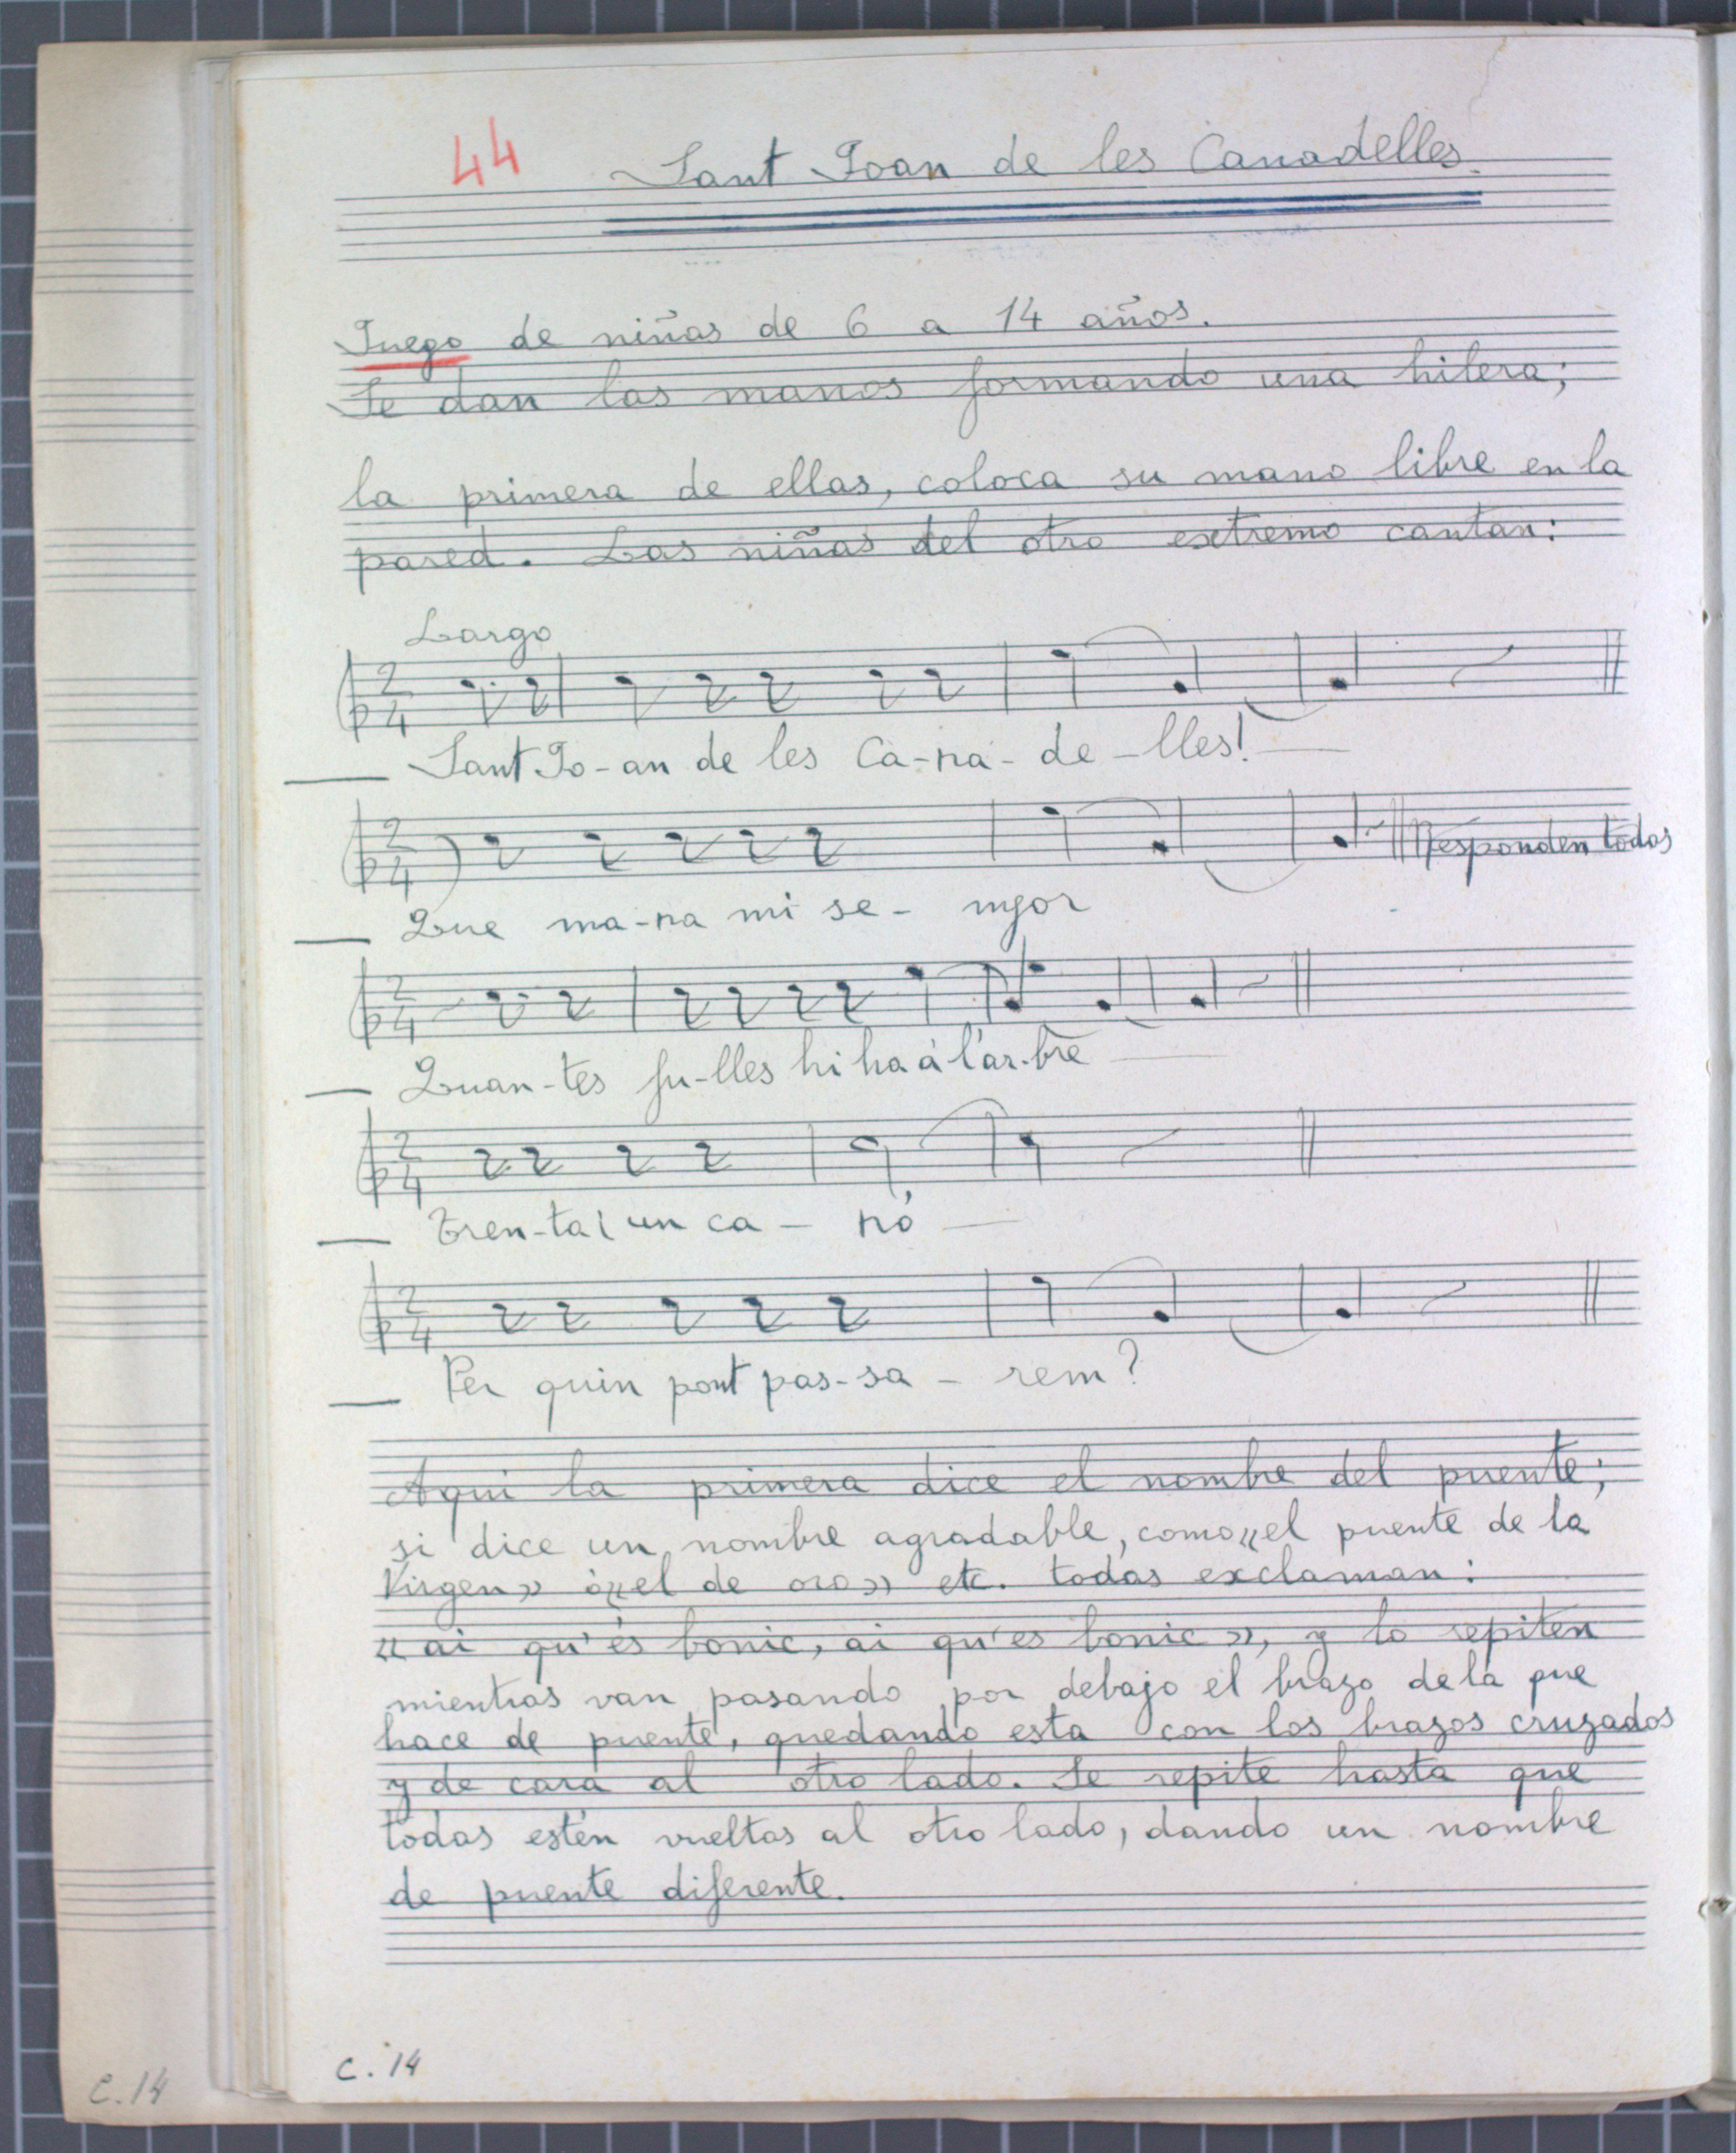 44 Sant Joan de les Canadelles.
Juego de niñas de 6 a 14 años.
Se dan las manos formando una hilera;
la primera de ellas, coloca su mano libre en la
pared. Las niñas del otro extremo cantan:
Largo
2
4
— Sant Jo-an de les Ca-na-de-lles! —
2
4
Responden todas
— Que ma-na mi se- nyor
2
4
— Quan-tes fu-lles hi ha á l'ar-bre —
2
4
— Tren-ta i un ca - nó —
2
4
— Per quin pont pas-sa - rem?
Aqui la primera dice el nombre del puente;
si dice un nombre agradable, como «el puente de la
Virgen» ó «el de oro» etc. todas exclaman:
«ai qu'és bonic, ai qu'es bonic», y lo repiten
mientras van pasando por debajo el brazo de la que
hace de puente, quedando esta con los brazos cruzados
y de cara al otro lado. Se repite hasta que
todas estén vueltas al otro lado, dando un nombre
de puente diferente.
C. 14
C. 14